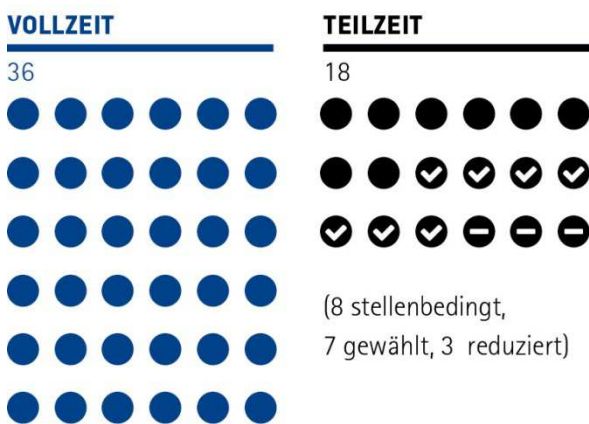 VOLLZEIT
36
TEILZEIT
18
(8 stellenbedingt,
7 gewählt, 3 reduziert)